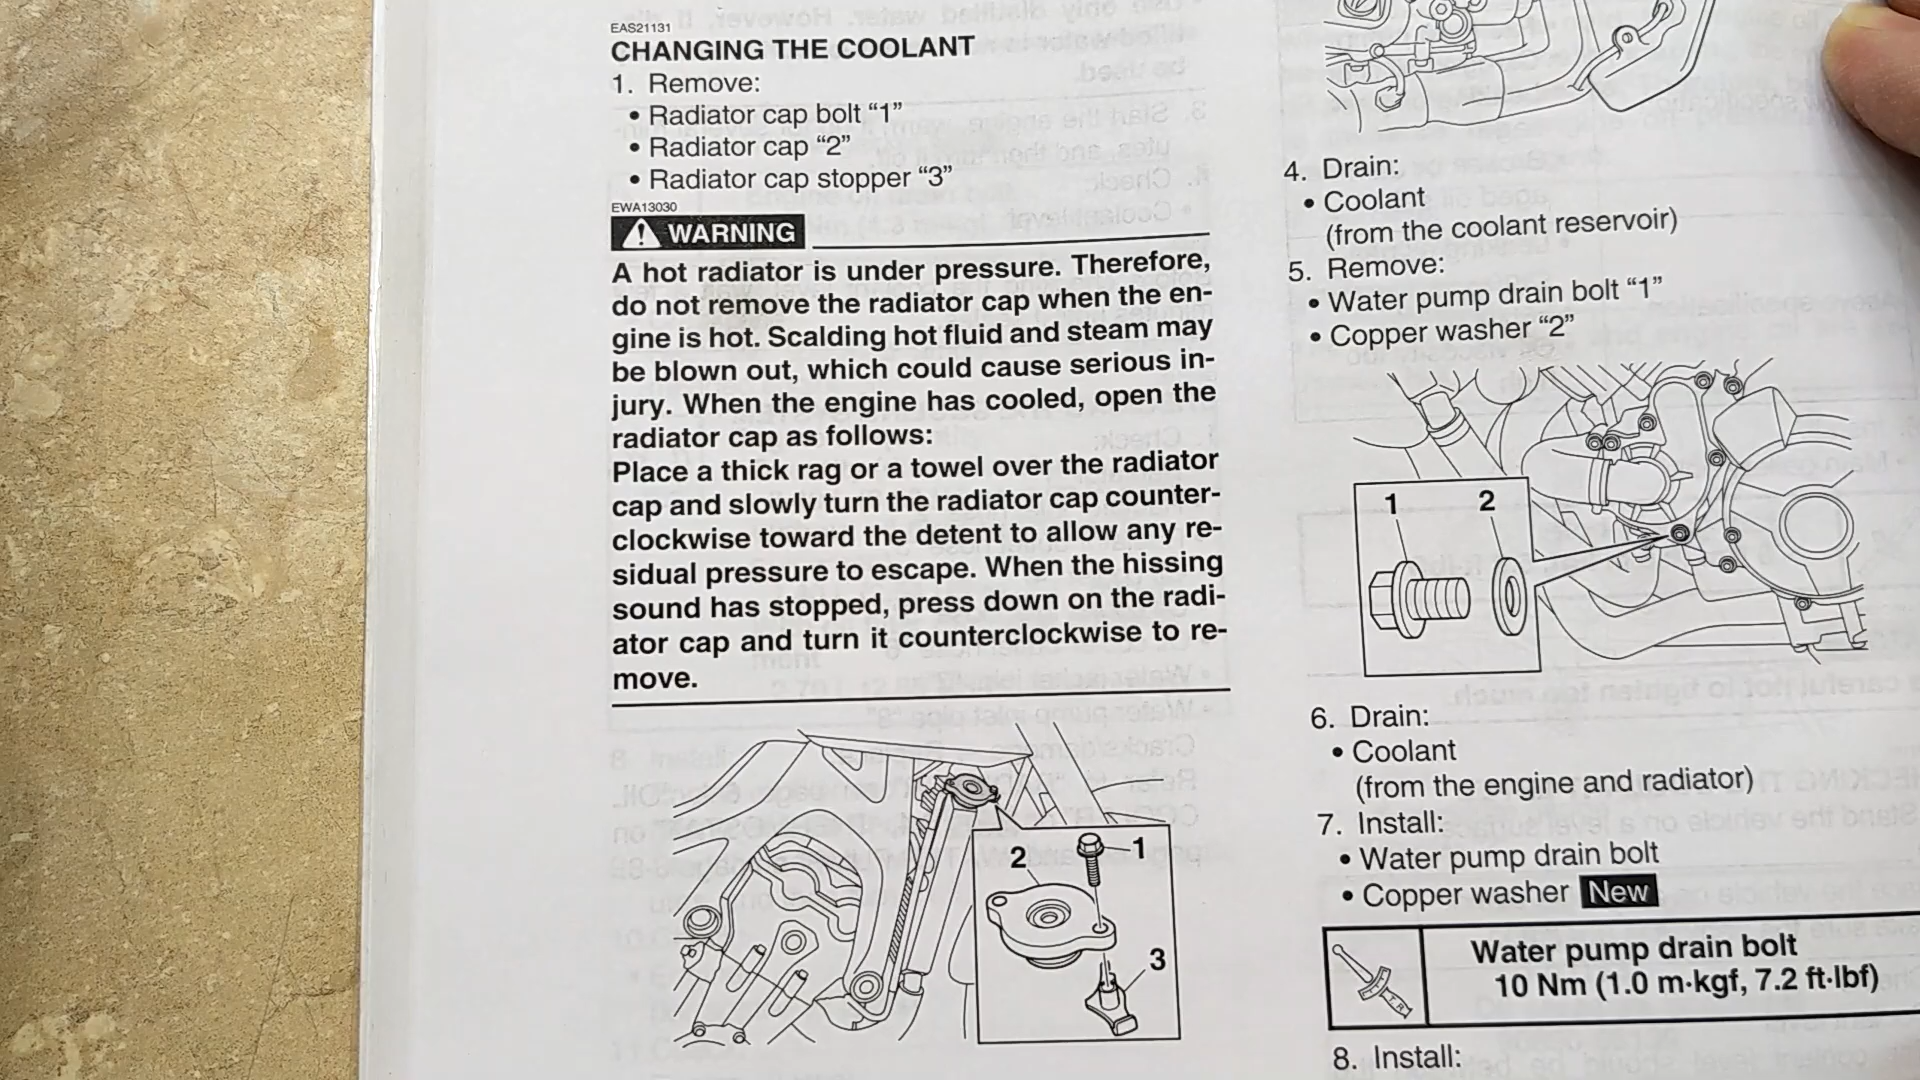 EAS21131
CHANGING THE COOLANT
1. Remove:
• Radiator cap bolt “1”
• Radiator cap “2”
• Radiator cap stopper “3”
EWA13030
WARNING
A hot radiator is under pressure. Therefore,
do not remove the radiator cap when the en-
gine is hot. Scalding hot fluid and steam may
be blown out, which could cause serious in-
jury. When the engine has cooled, open the
radiator cap as follows:
Place a thick rag or a towel over the radiator
cap and slowly turn the radiator cap counter-
clockwise toward the detent to allow any re-
sidual pressure to escape. When the hissing
sound has stopped, press down on the radi-
ator cap and turn it counterclockwise to re-
move.
2
1
3
4. Drain:
• Coolant
(from the coolant reservoir)
5. Remove:
• Water pump drain bolt “1”
• Copper washer “2”
1 2
6. Drain:
• Coolant
(from the engine and radiator)
7. Install:
• Water pump drain bolt
• Copper washer New
T.R.
Water pump drain bolt
10 Nm (1.0 m·kgf, 7.2 ft·lbf)
8. Install: